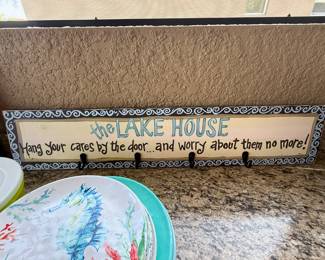 the LAKE HOUSE
Hang your cares by the door...and worry about them no more!